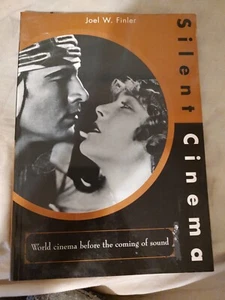 Joel W. Finler
Silent Cinema
World cinema before the coming of sound